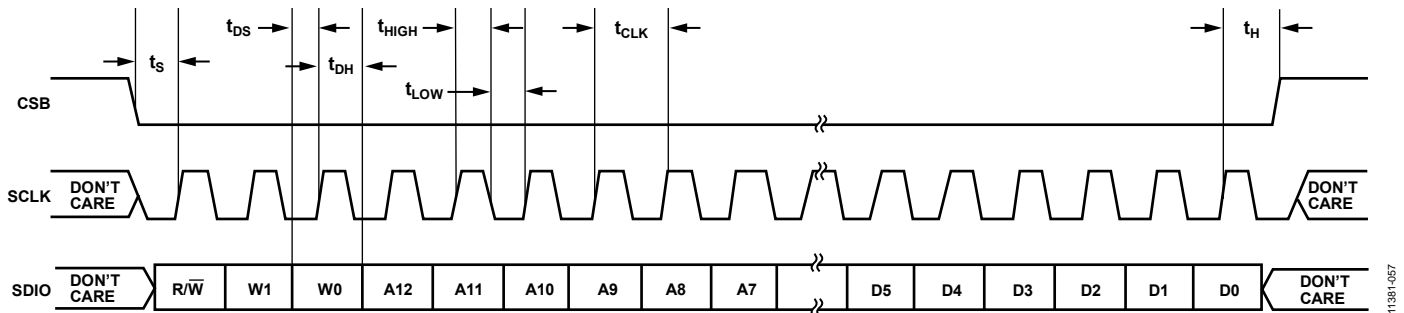 tDS
tHIGH
tCLK
tH
tS
tDH
tLOW
CSB
SCLK
DON'T
CARE
DON'T
CARE
SDIO
DON'T
CARE
R/W̅ W1 W0 A12 A11 A10 A9 A8 A7 D5 D4 D3 D2 D1 D0
DON'T
CARE
11381-057